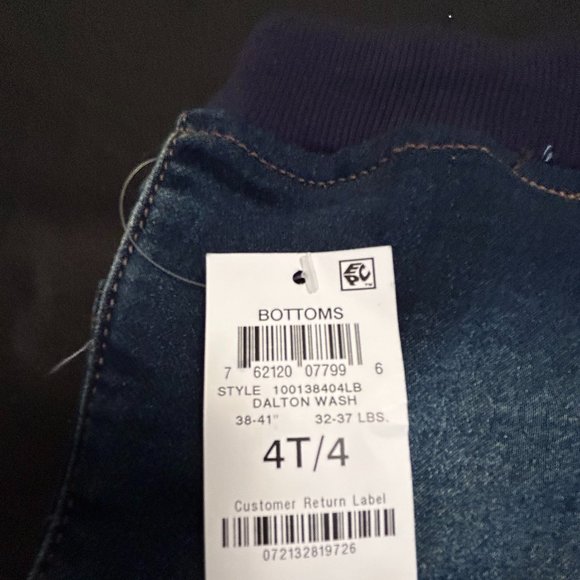 EPC™
BOTTOMS
7 62120 07799 6
STYLE 100138404LB
DALTON WASH
38-41" 32-37 LBS.
4T/4
Customer Return Label
072132819726